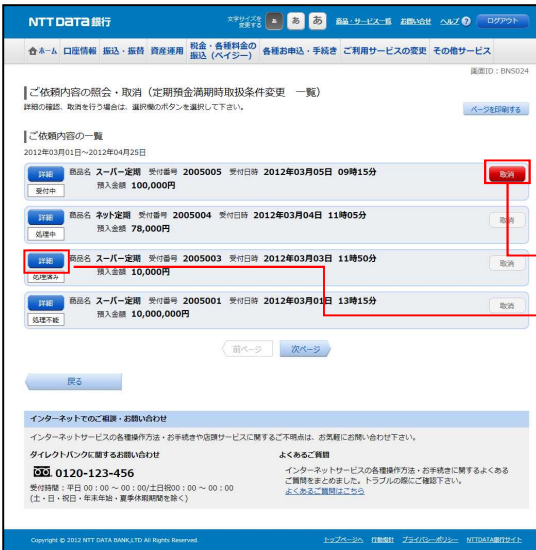 NTT DATA 銀行
文字サイズを変更する あ あ あ 商品・サービス一覧 お問い合せ ヘルプ ログアウト
ホーム 口座情報 振込・振替 資産運用 税金・各種料金の振込(ペイジー) 各種お申込・手続き ご利用サービスの変更 その他サービス
画面ID:BNS024
ご依頼内容の照会・取消(定期預金満期時取扱条件変更 一覧)
詳細の確認、取消を行う場合は、選択欄のボタンを選択して下さい。
ページを印刷する
ご依頼内容の一覧
2012年03月01日~2012年04月25日
詳細 商品名 スーパー定期 受付番号 2005005 受付日時 2012年03月05日 09時15分 取消
受付中 預入金額 100,000円
詳細 商品名 ネット定期 受付番号 2005004 受付日時 2012年03月04日 11時05分 取消
処理中 預入金額 78,000円
詳細 商品名 スーパー定期 受付番号 2005003 受付日時 2012年03月03日 11時50分 取消
処理済み 預入金額 10,000円
詳細 商品名 スーパー定期 受付番号 2005001 受付日時 2012年03月01日 13時15分 取消
処理不能 預入金額 10,000,000円
前ページ 次ページ
戻る
インターネットでのご相談・お問い合わせ
インターネットサービスの各種操作方法・お手続きや店頭サービスに関するご不明点は、お気軽にお問い合わせ下さい。
ダイレクトバンクに関するお問い合わせ
0120-123-456
受付時間:平日 00:00 ~ 00:00/土日祝00:00 ~ 00:00
(土・日・祝日・年末年始・夏季休暇期間を除く)
よくあるご質問
インターネットサービスの各種操作方法・お手続きに関するよくある
ご質問をまとめました。トラブルの際にご確認下さい。
よくあるご質問はこちら
Copyright © 2012 NTT DATA BANK,LTD All Rights Reserved.
トップページへ 行動指針 プライバシーポリシー NTTDATA銀行サイト